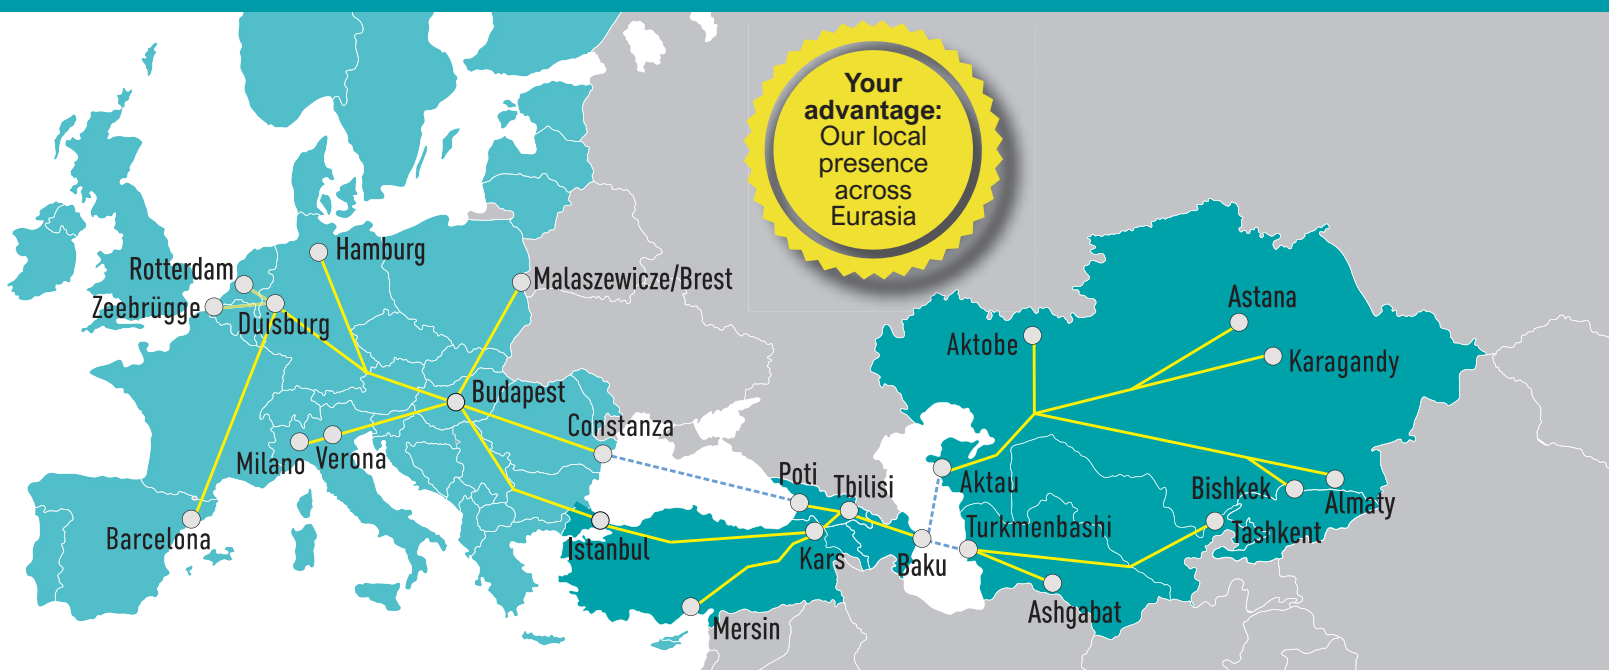 Your
advantage:
Our local
presence
across
Eurasia
Hamburg
Rotterdam
Malaszewicze/Brest
Zeebrügge
Duisburg
Astana
Aktobe
Karagandy
Budapest
Constanza
Milano
Verona
Poti
Tbilisi
Aktau
Bishkek
Almaty
Barcelona
Istanbul
Turkmenbashi
Tashkent
Kars
Baku
Ashgabat
Mersin